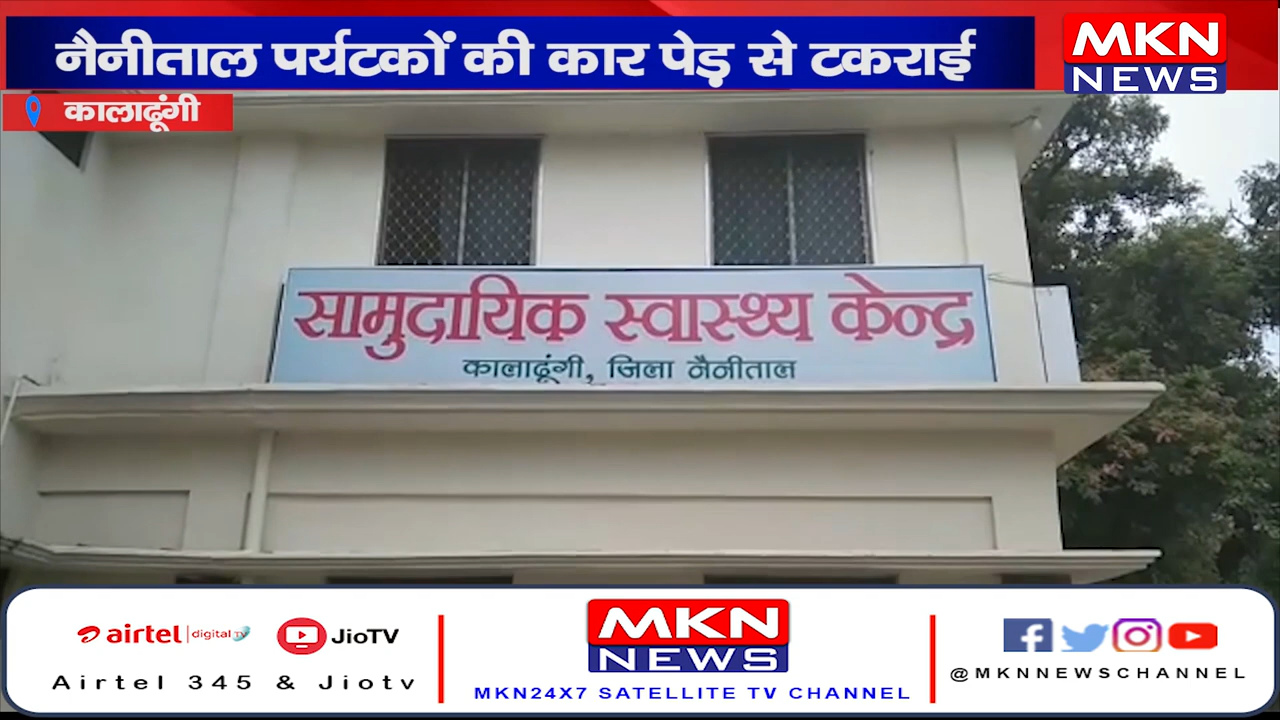 नैनीताल पर्यटकों की कार पेड़ से टकराई
MKN
NEWS
कालाढूंगी
सामुदायिक स्वास्थ्य केन्द्र
कालाढूंगी, जिला नैनीताल
airtel digital TV
JioTV
Airtel 345 & Jiotv
MKN
NEWS
MKN24X7 SATELLITE TV CHANNEL
@MKNNEWSCHANNEL